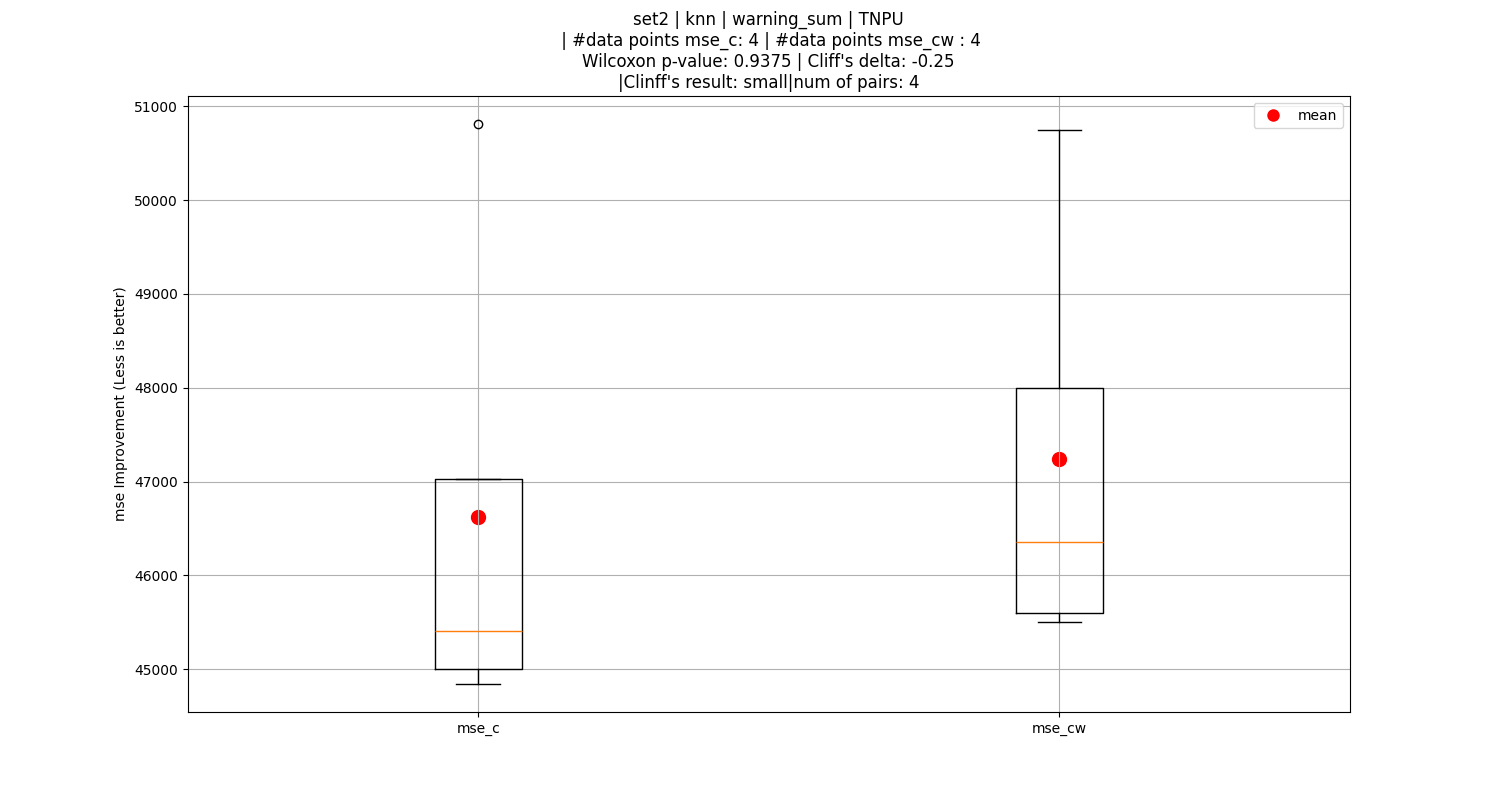 set2 | knn | warning_sum | TNPU
| #data points mse_c: 4 | #data points mse_cw : 4
Wilcoxon p-value: 0.9375 | Cliff's delta: -0.25
|Clinff's result: small|num of pairs: 4
mean
mse Improvement (Less is better)
51000
50000
49000
48000
47000
46000
45000
mse_c
mse_cw